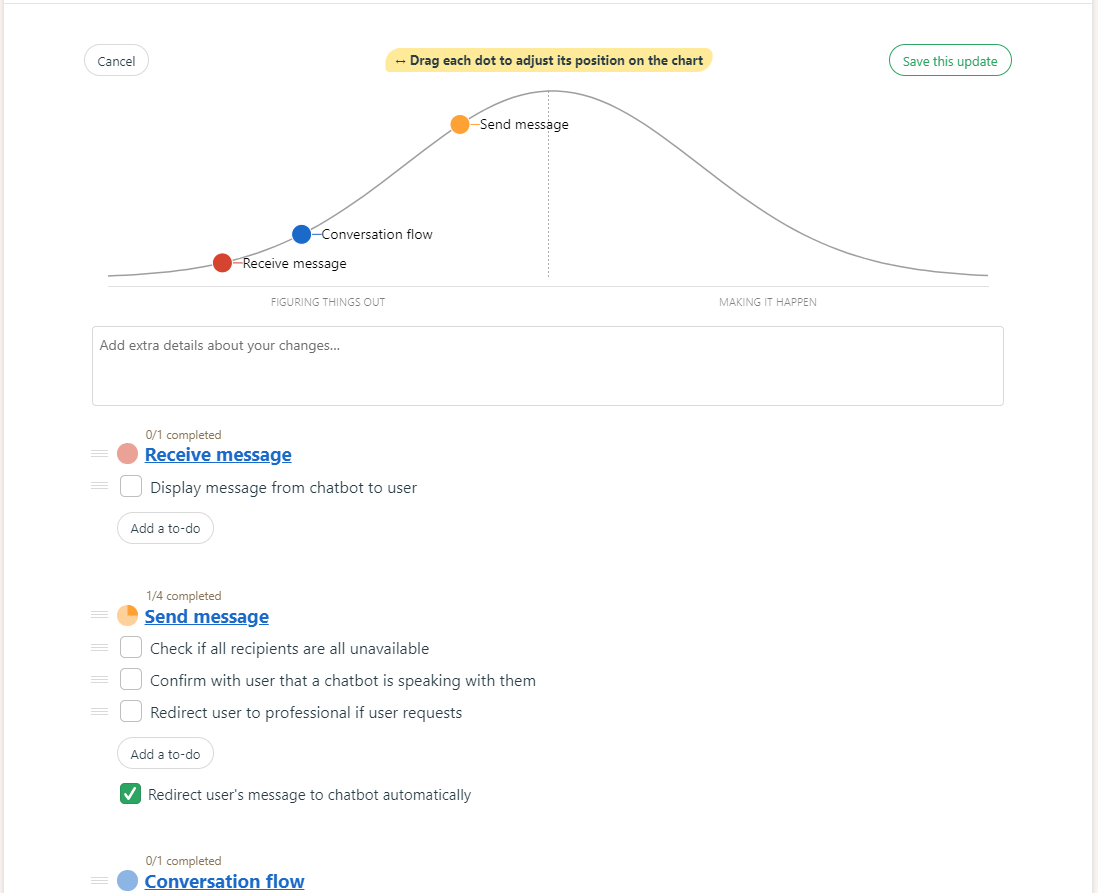 Cancel
↔ Drag each dot to adjust its position on the chart
Save this update
Send message
Conversation flow
Receive message
FIGURING THINGS OUT
MAKING IT HAPPEN
Add extra details about your changes...
0/1 completed
Receive message
Display message from chatbot to user
Add a to-do
1/4 completed
Send message
Check if all recipients are all unavailable
Confirm with user that a chatbot is speaking with them
Redirect user to professional if user requests
Add a to-do
Redirect user's message to chatbot automatically
0/1 completed
Conversation flow